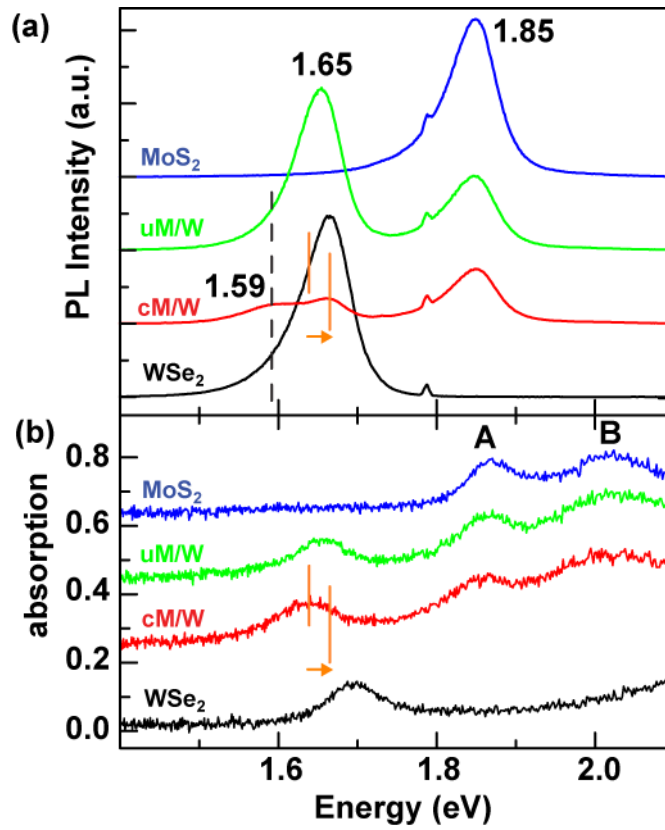 (a)
1.85
1.65
MoS₂
uM/W
1.59
cM/W
WSe₂
PL Intensity (a.u.)
(b)
A B
0.8
MoS₂
0.6
uM/W
0.4
cM/W
0.2
WSe₂
0.0
absorption
1.6 1.8 2.0
Energy (eV)